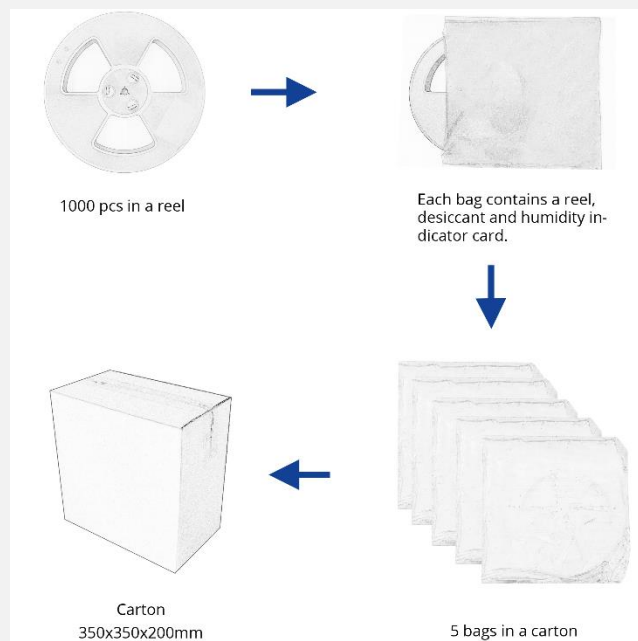 1000 pcs in a reel
Each bag contains a reel,
desiccant and humidity in-
dicator card.
Carton
350x350x200mm
5 bags in a carton